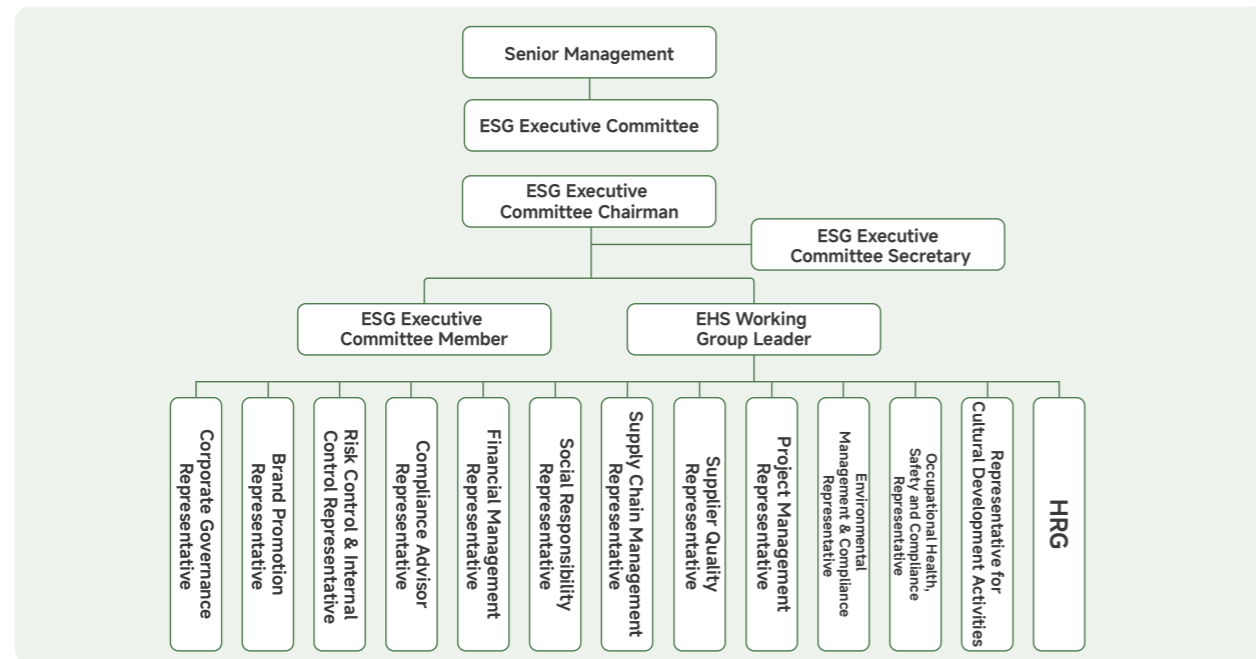 Senior Management
ESG Executive Committee
ESG Executive
Committee Chairman
ESG Executive
Committee Secretary
ESG Executive
Committee Member
EHS Working
Group Leader
Corporate Governance
Representative
Brand Promotion
Representative
Risk Control & Internal
Control Representative
Compliance Advisor
Representative
Financial Management
Representative
Social Responsibility
Representative
Supply Chain Management
Representative
Supplier Quality
Representative
Project Management
Representative
Environmental
Management & Compliance
Representative
Occupational Health,
Safety and Compliance
Representative
Representative for
Cultural Development Activities
HRG